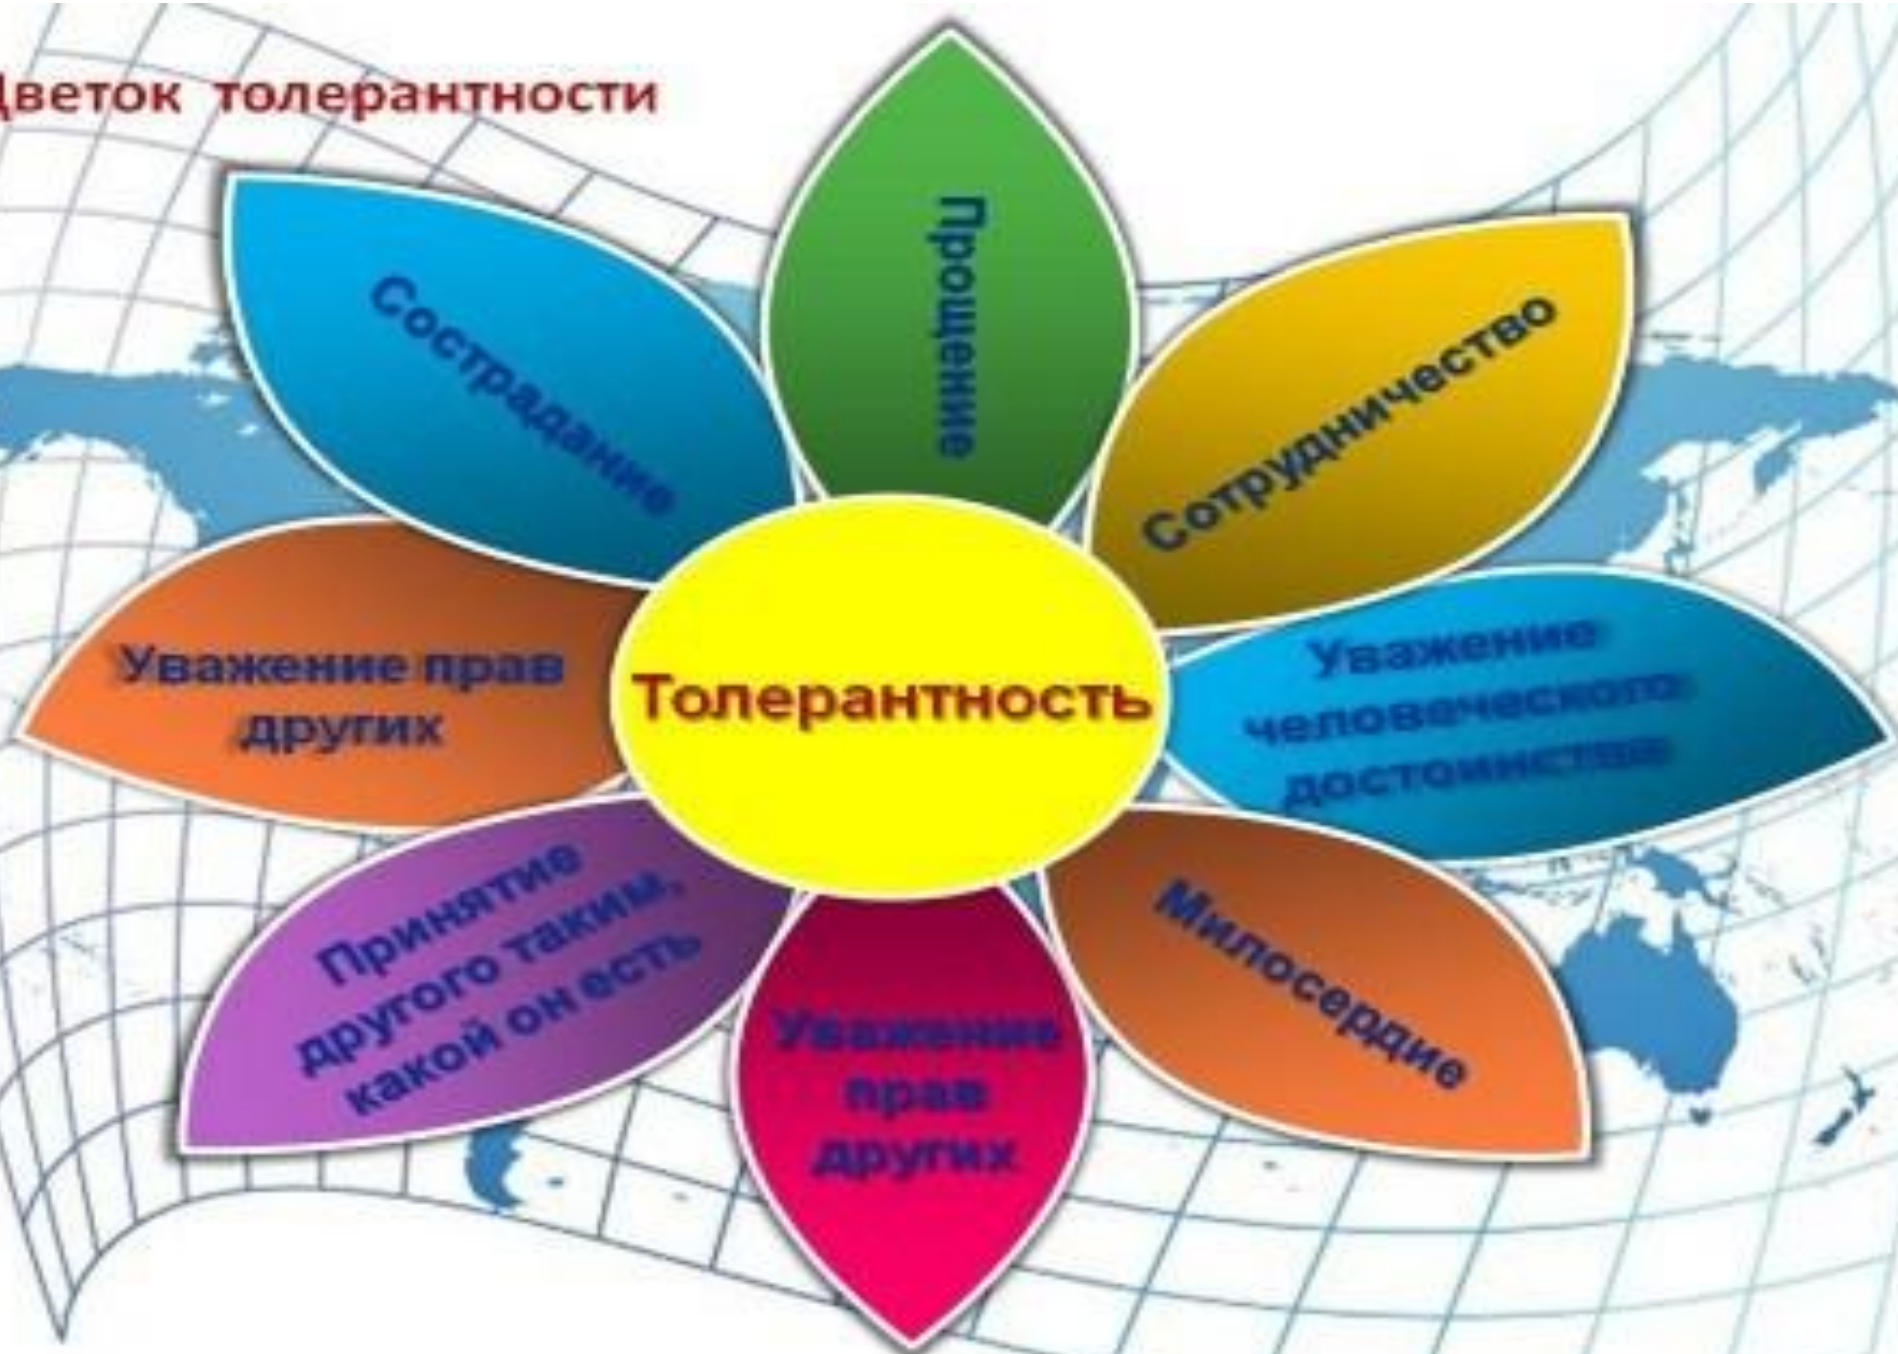 Цветок толерантности
Прощение
Сотрудничество
Уважение
человеческого
достоинства
Милосердие
Уважение
прав
других
Принятие
другого таким,
какой он есть
Уважение прав
других
Сострадание
Толерантность